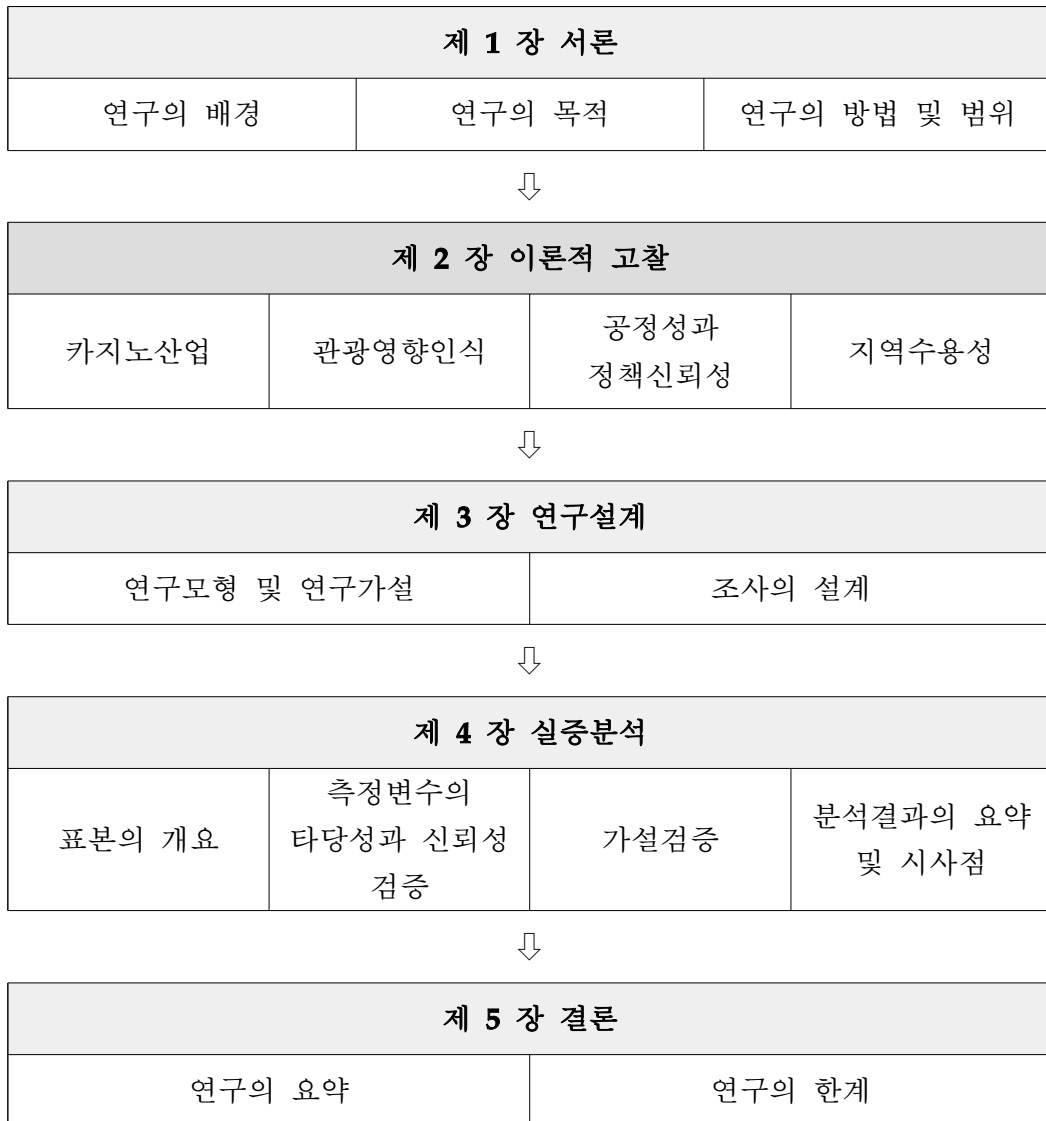 제 1 장 서론
연구의 배경
연구의 목적
연구의 방법 및 범위
⇩
제 2 장 이론적 고찰
카지노산업
관광영향인식
공정성과
정책신뢰성
지역수용성
⇩
제 3 장 연구설계
연구모형 및 연구가설
조사의 설계
⇩
제 4 장 실증분석
표본의 개요
측정변수의
타당성과 신뢰성
검증
가설검증
분석결과의 요약
및 시사점
⇩
제 5 장 결론
연구의 요약
연구의 한계